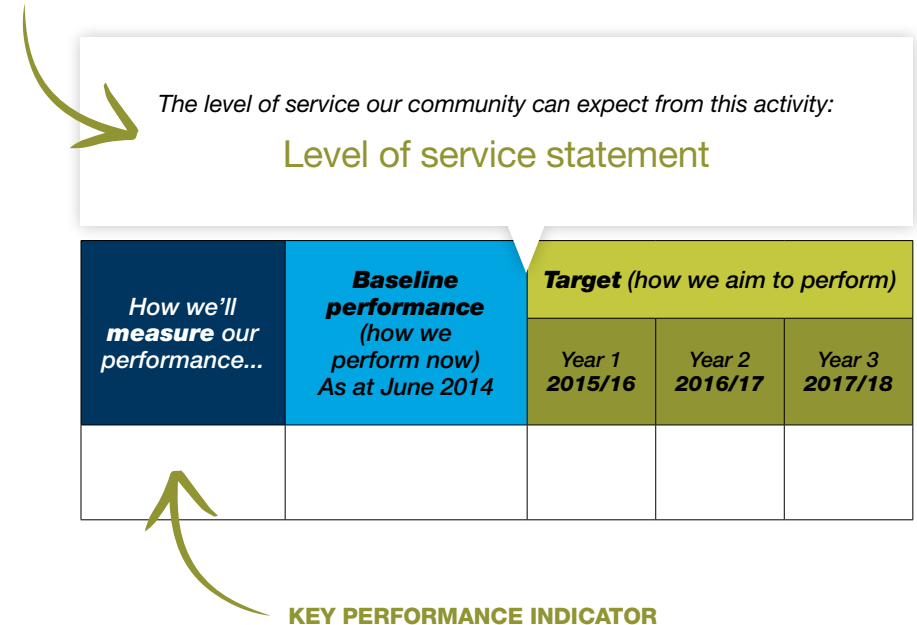 The level of service our community can expect from this activity:
Level of service statement
How we’ll
measure our
performance...
Baseline
performance
(how we
perform now)
As at June 2014
Target (how we aim to perform)
Year 1
2015/16
Year 2
2016/17
Year 3
2017/18
KEY PERFORMANCE INDICATOR